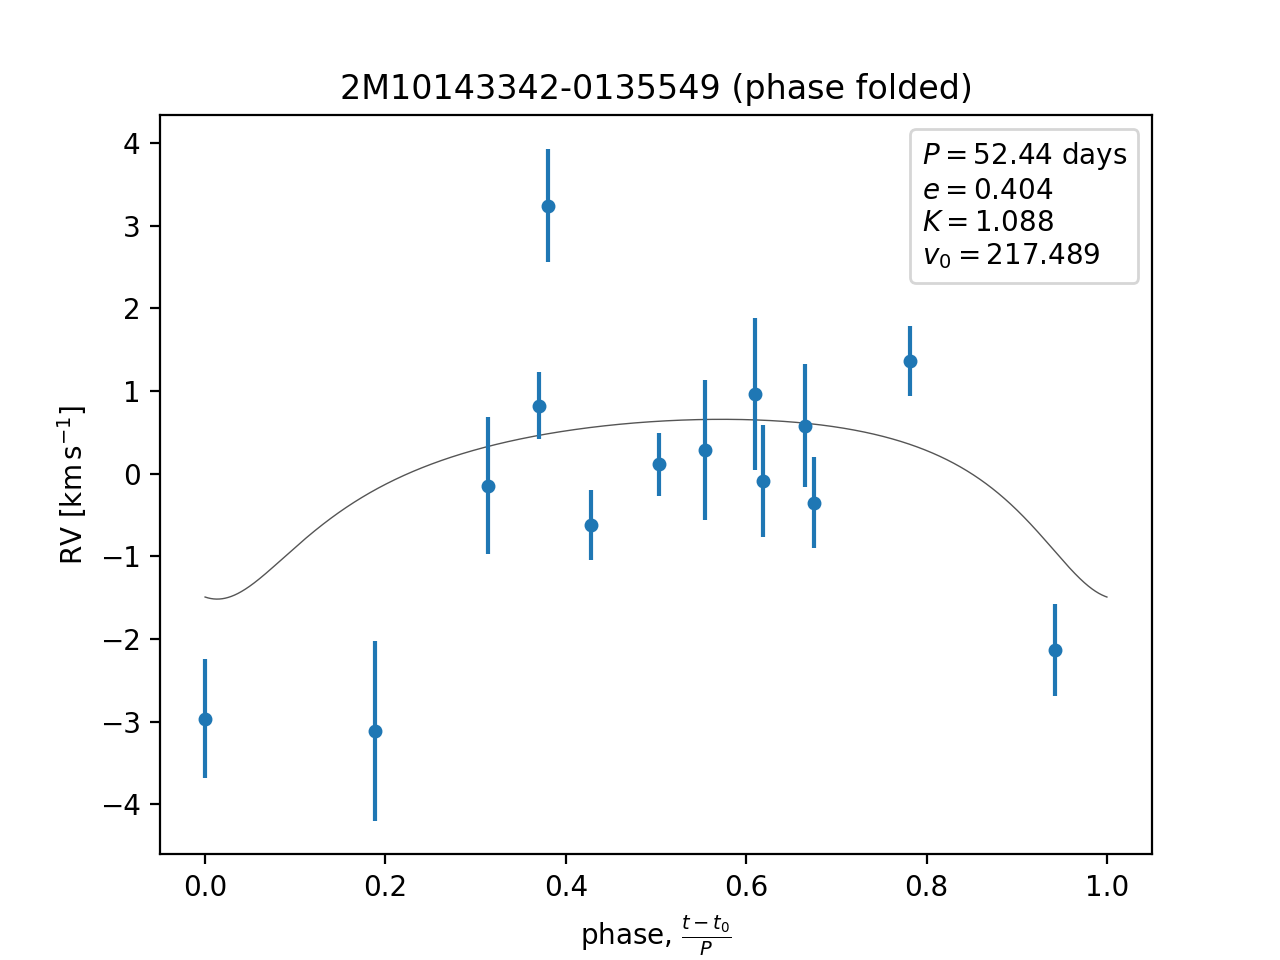 2M10143342-0135549 (phase folded)
P = 52.44 days
e = 0.404
K = 1.088
v₀ = 217.489
RV [km s⁻¹]
4
3
2
1
0
−1
−2
−3
−4
0.0 0.2 0.4 0.6 0.8 1.0
phase, (t − t₀)/P